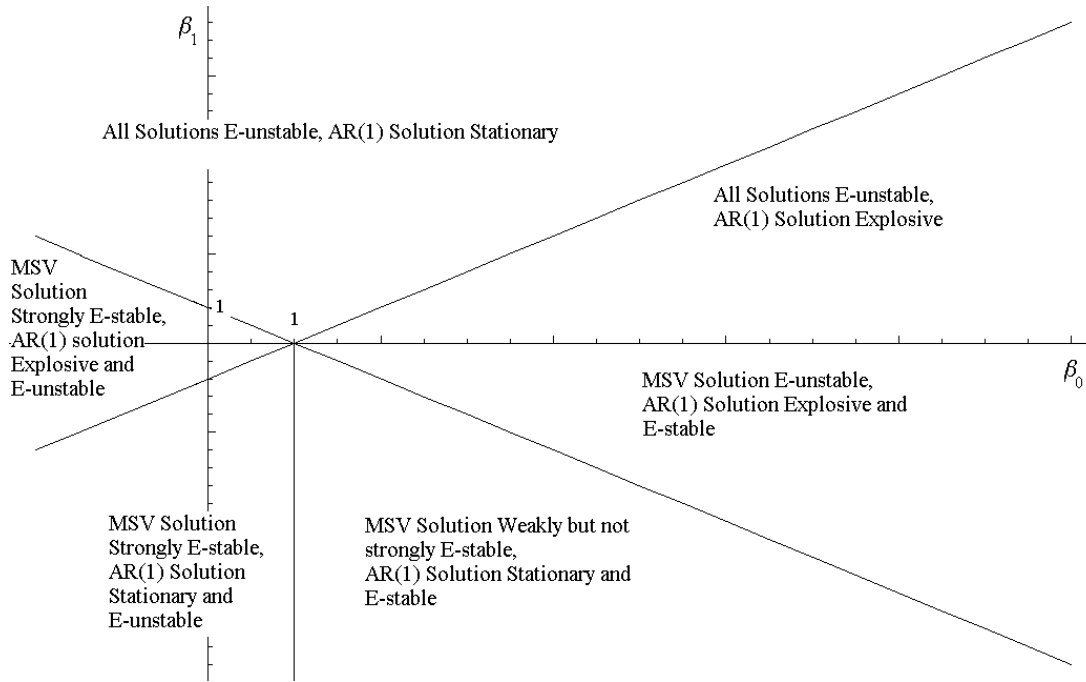 β1
All Solutions E-unstable, AR(1) Solution Stationary
All Solutions E-unstable,
AR(1) Solution Explosive
MSV
Solution
Strongly E-stable,
AR(1) solution
Explosive and
E-unstable
1
1
β0
MSV Solution E-unstable,
AR(1) Solution Explosive and
E-stable
MSV Solution
Strongly E-stable,
AR(1) Solution
Stationary and
E-unstable
MSV Solution Weakly but not
strongly E-stable,
AR(1) Solution Stationary and
E-stable